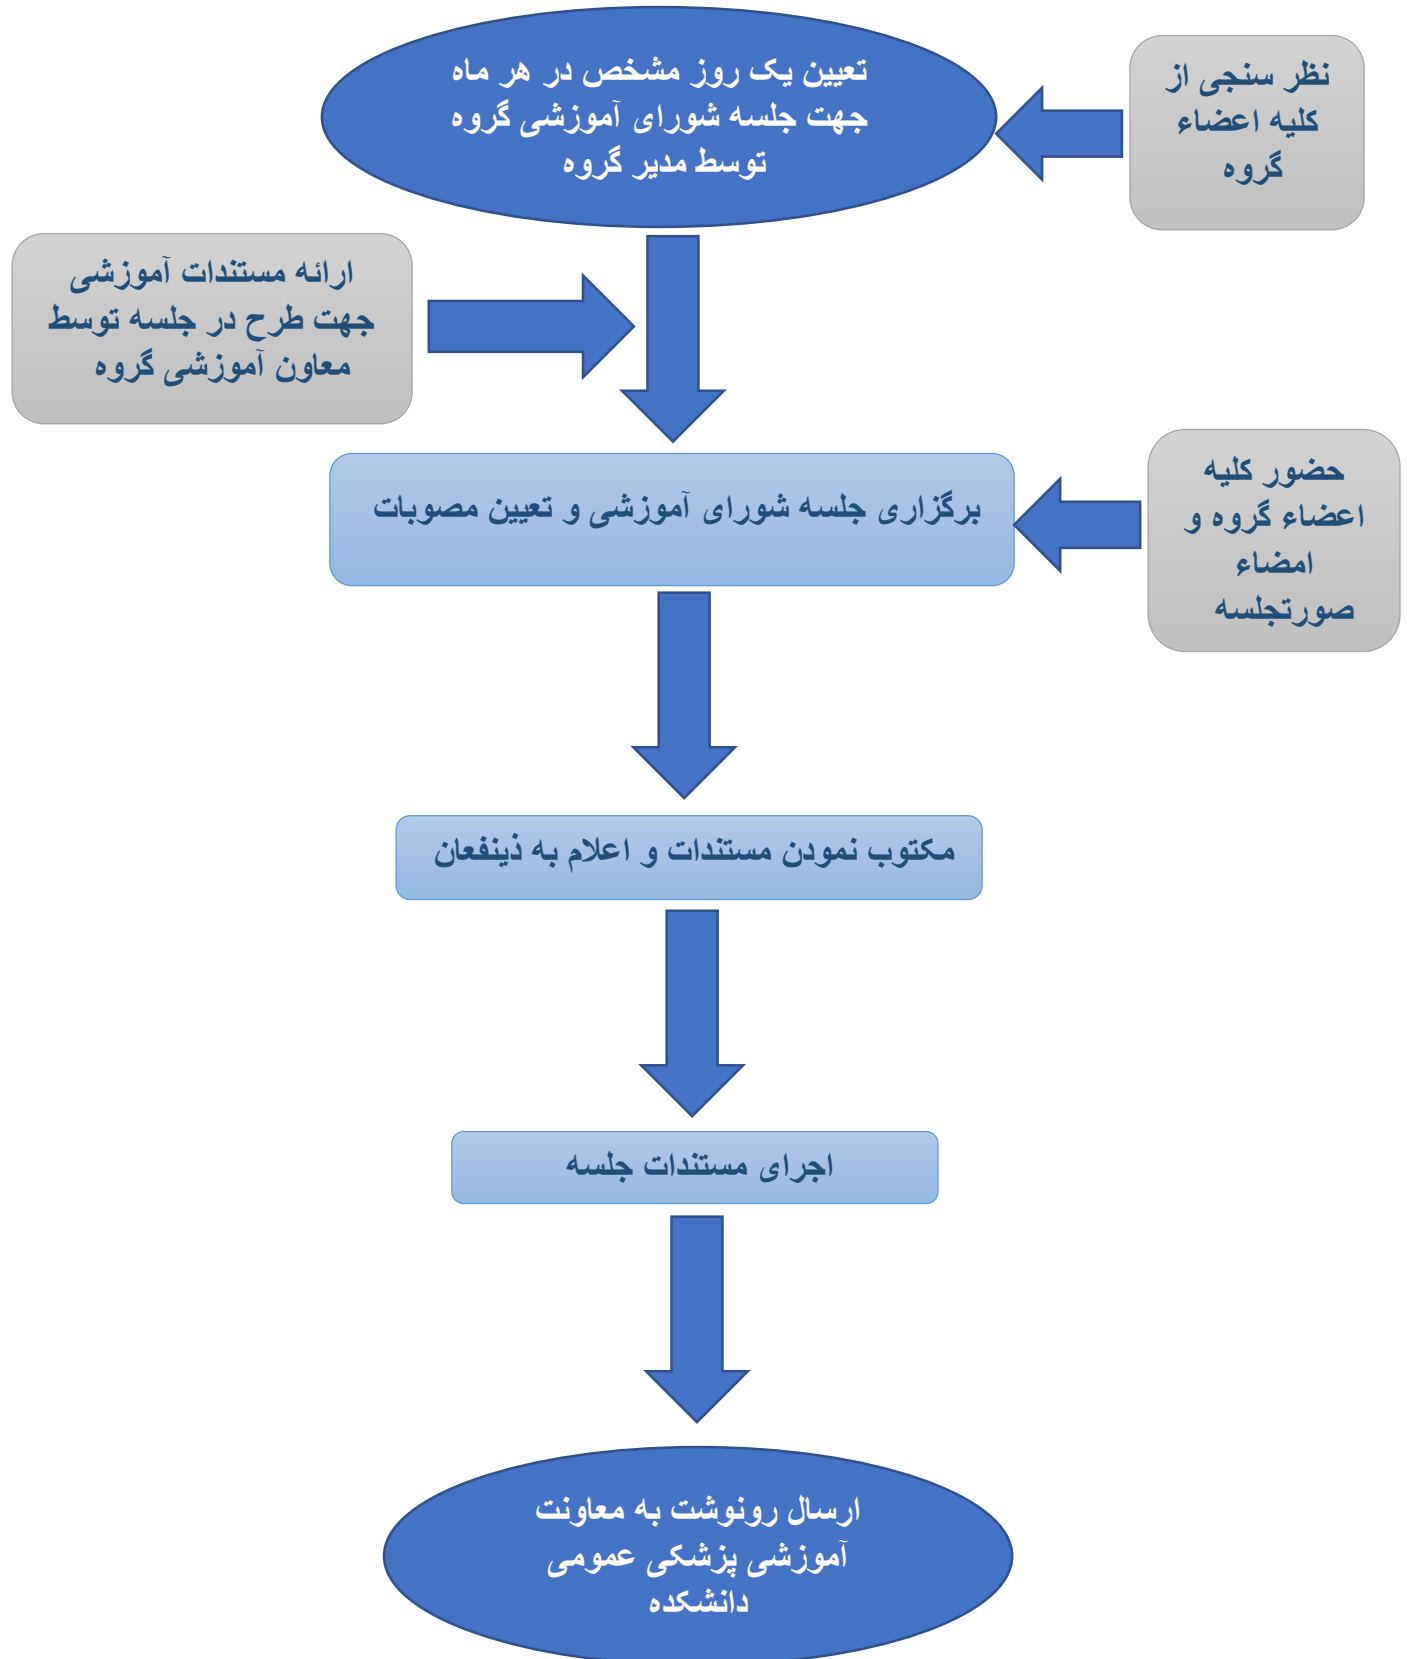 تعیین یک روز مشخص در هر ماه
جهت جلسه شورای آموزشی گروه
توسط مدیر گروه
نظر سنجی از
کلیه اعضاء
گروه
ارائه مستندات آموزشی
جهت طرح در جلسه توسط
معاون آموزشی گروه
برگزاری جلسه شورای آموزشی و تعیین مصوبات
حضور کلیه
اعضاء گروه و
امضاء
صورتجلسه
مکتوب نمودن مستندات و اعلام به ذینفعان
اجرای مستندات جلسه
ارسال رونوشت به معاونت
آموزشی پزشکی عمومی
دانشکده